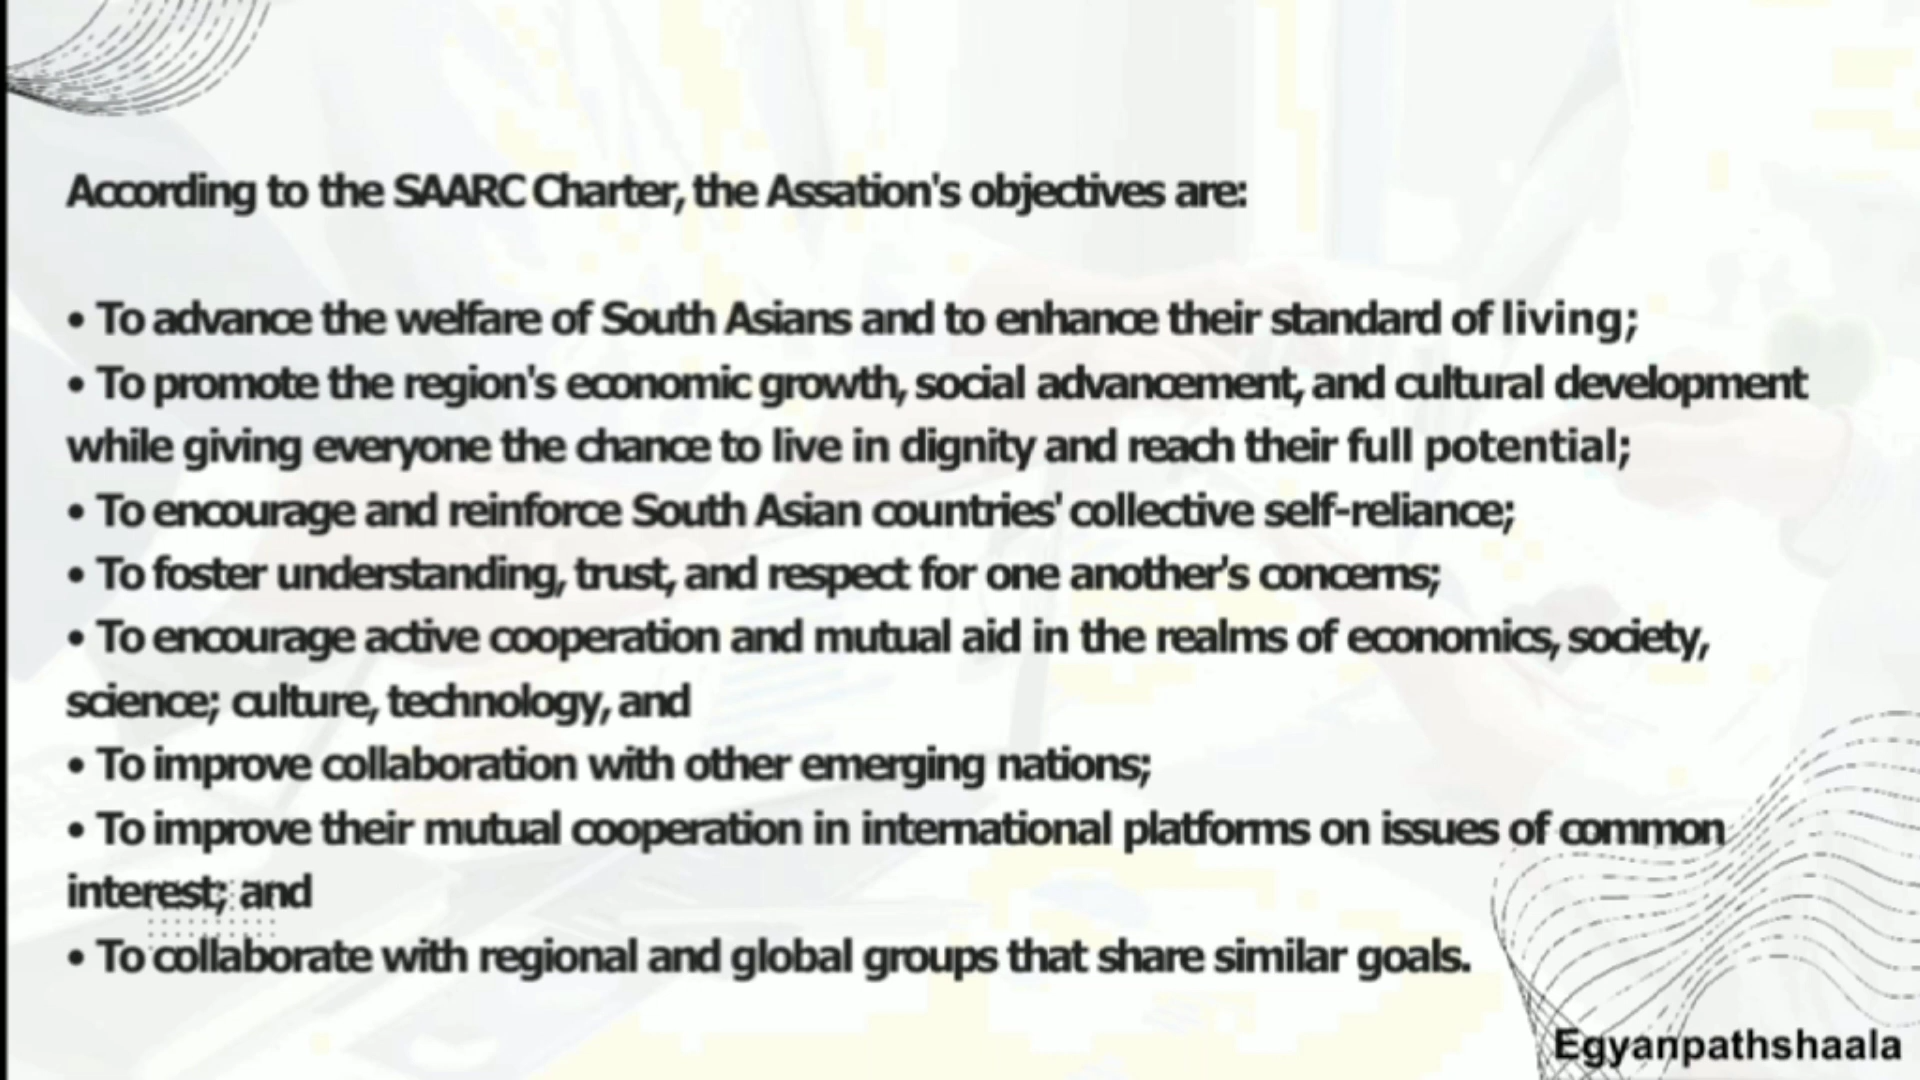 According to the SAARC Charter, the Assation's objectives are:
• To advance the welfare of South Asians and to enhance their standard of living;
• To promote the region's economic growth, social advancement, and cultural development
while giving everyone the chance to live in dignity and reach their full potential;
• To encourage and reinforce South Asian countries' collective self-reliance;
• To foster understanding, trust, and respect for one another's concerns;
• To encourage active cooperation and mutual aid in the realms of economics, society,
science; culture, technology, and
• To improve collaboration with other emerging nations;
• To improve their mutual cooperation in international platforms on issues of common
interest; and
• To collaborate with regional and global groups that share similar goals.
Egyanpathshaala